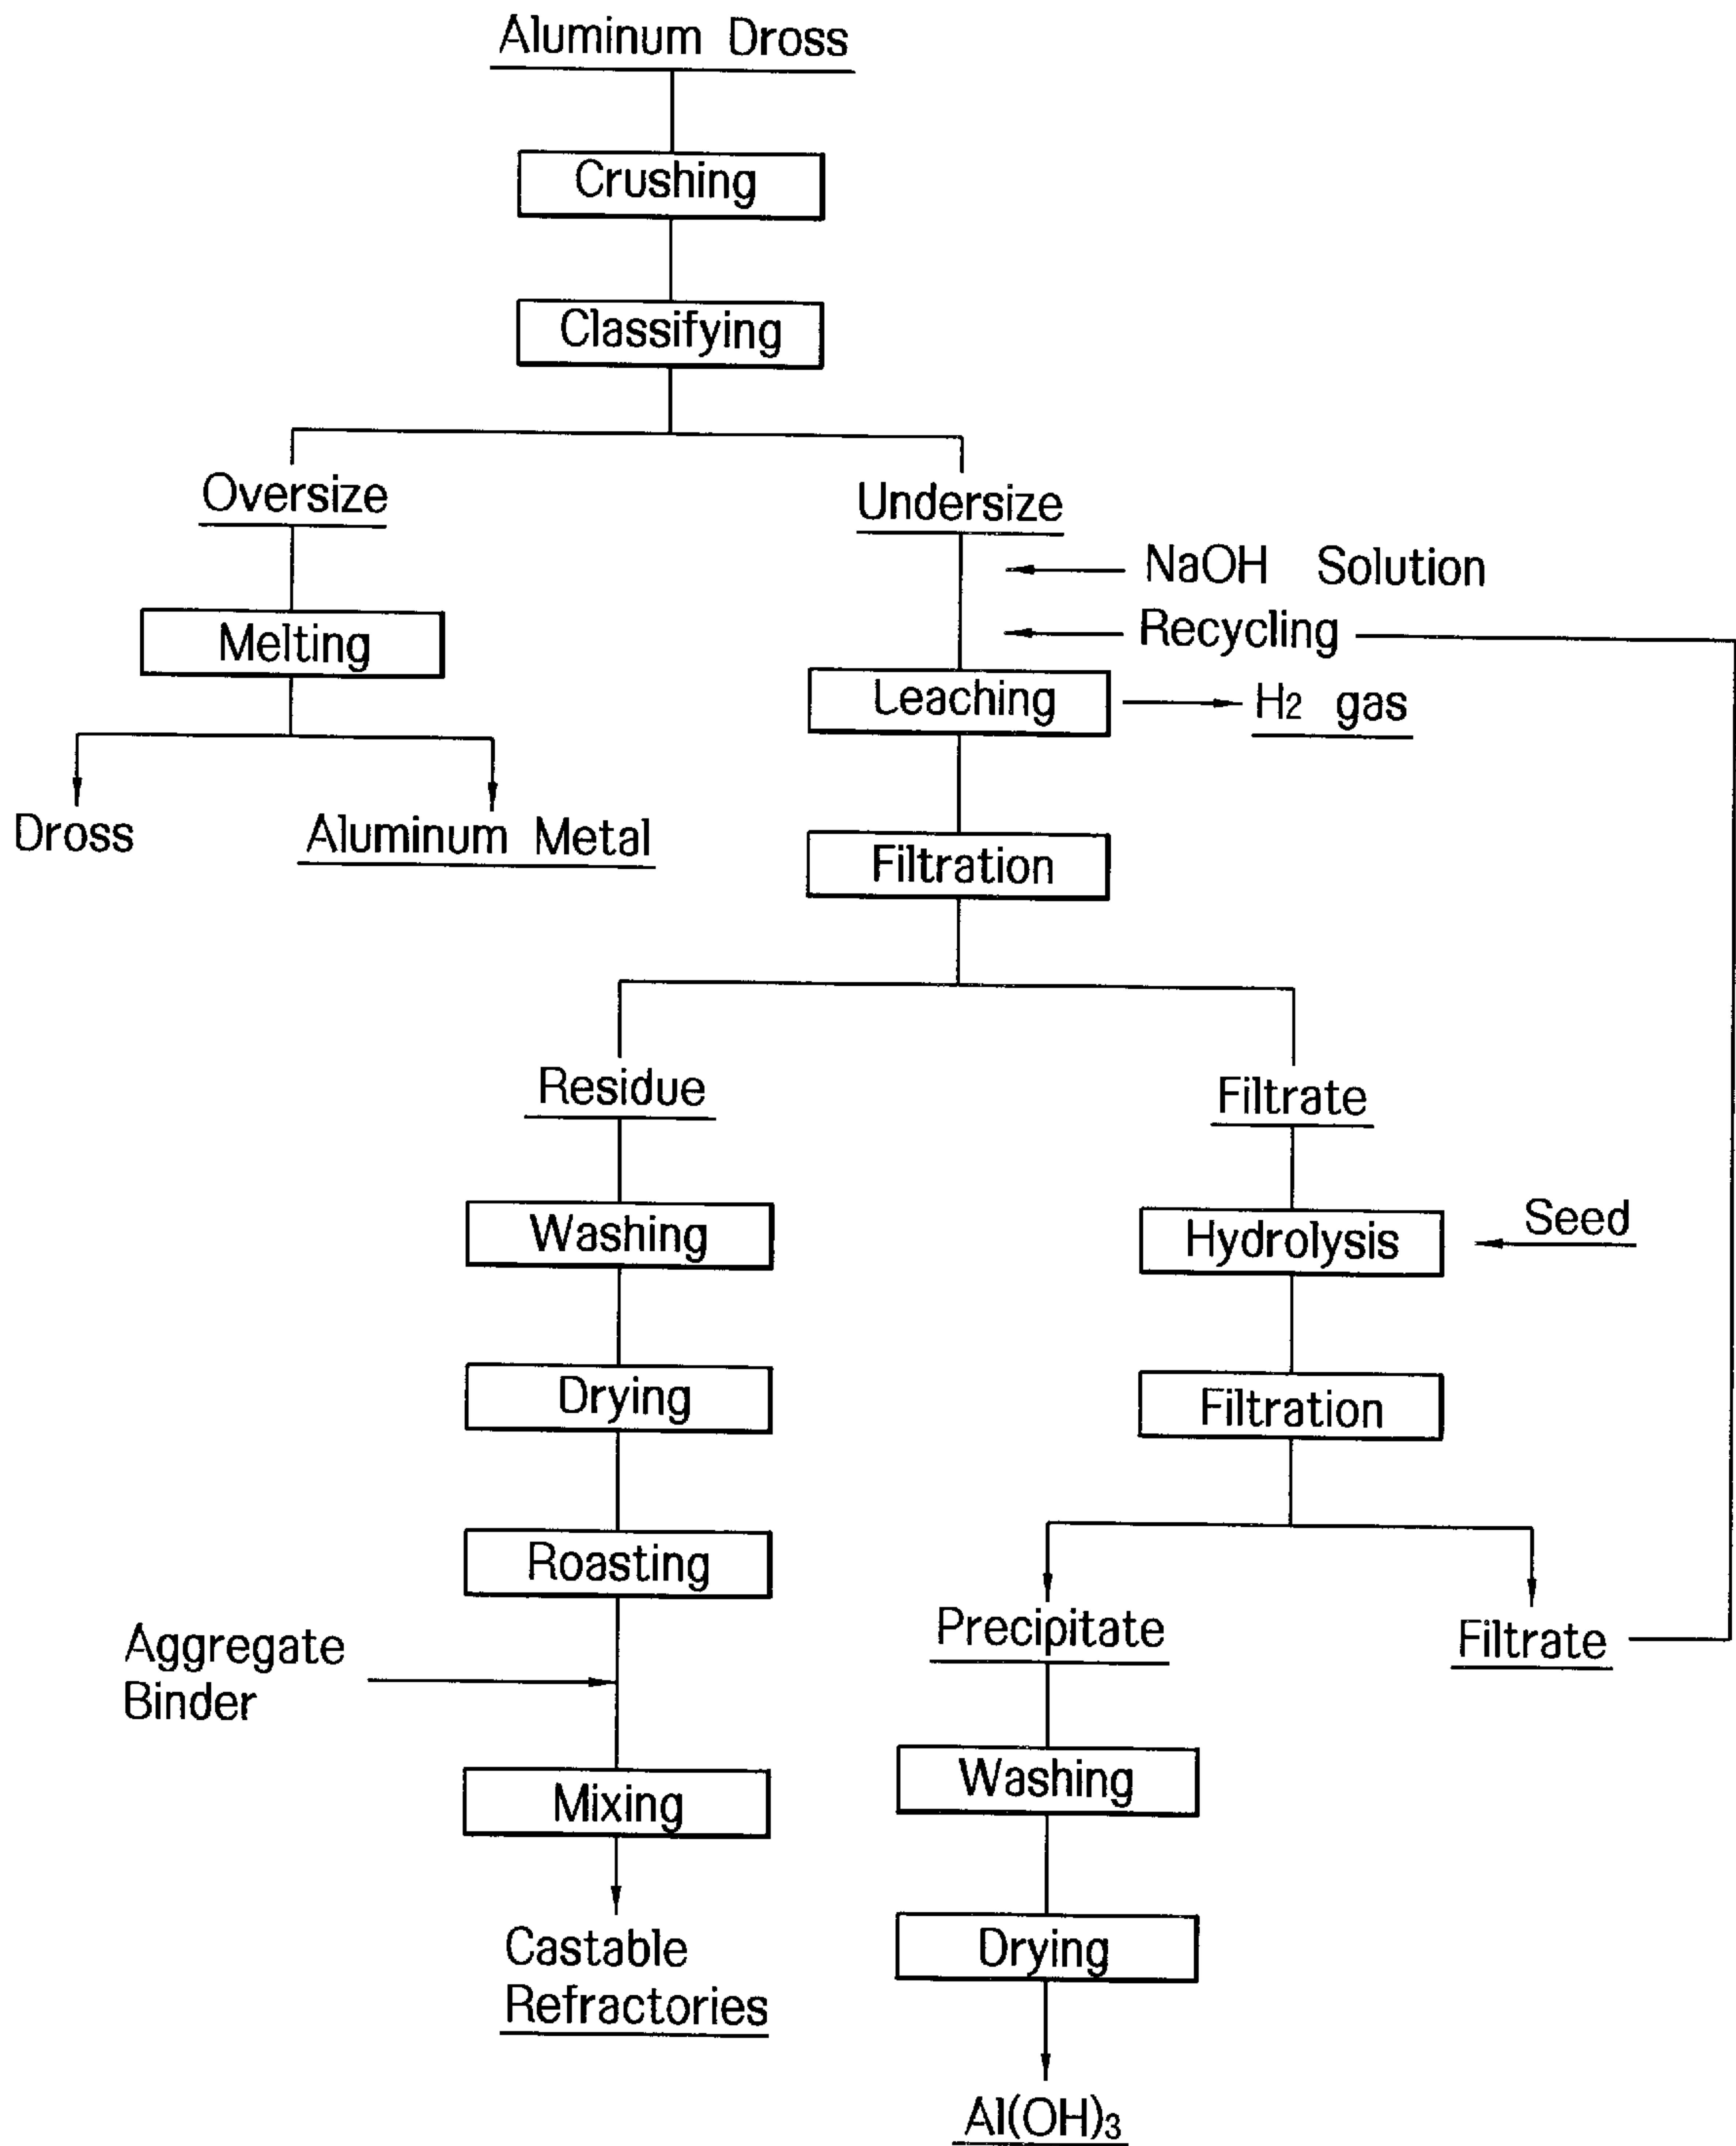 Aluminum Dross
Crushing
Classifying
Oversize
Undersize
NaOH Solution
Recycling
Melting
Leaching
H2 gas
Dross
Aluminum Metal
Filtration
Residue
Filtrate
Washing
Hydrolysis
Seed
Drying
Filtration
Roasting
Aggregate
Binder
Precipitate
Filtrate
Mixing
Washing
Castable
Refractories
Drying
Al(OH)3